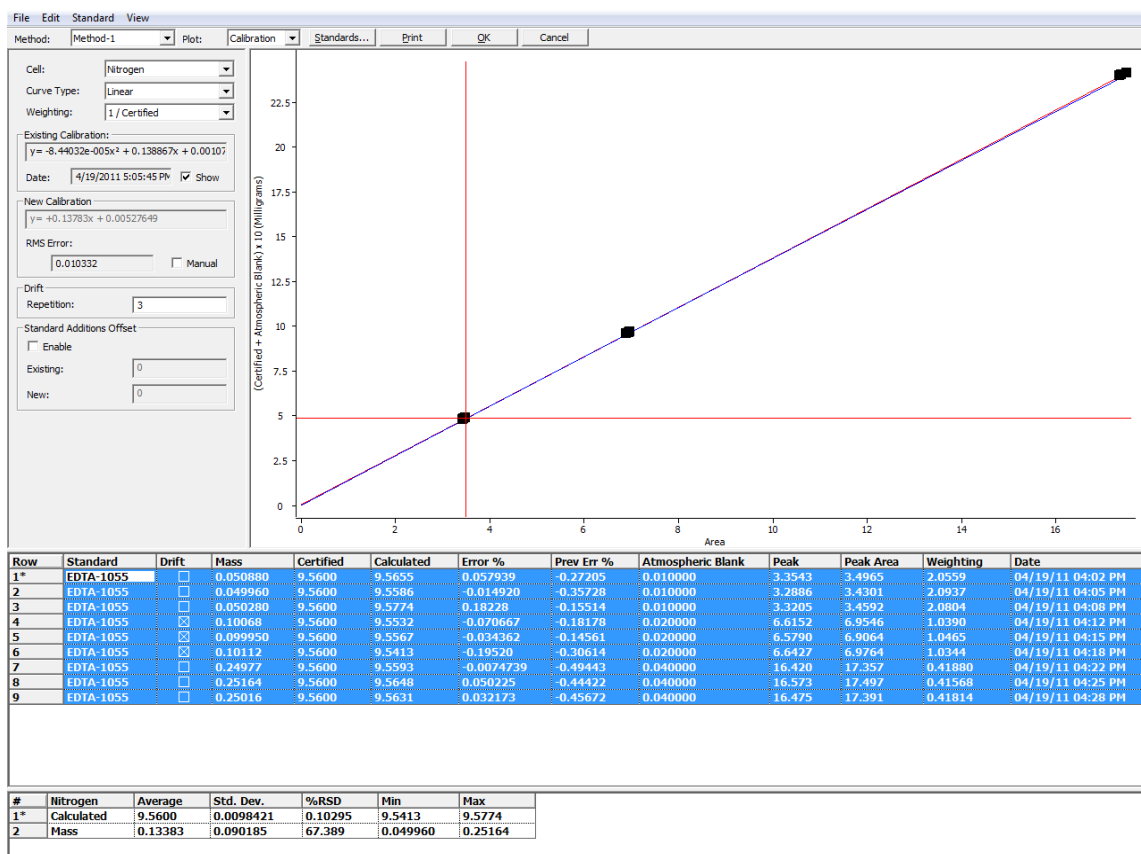 File Edit Standard View
Method: Method-1 Plot: Calibration Standards... Print OK Cancel
Cell: Nitrogen
Curve Type: Linear
Weighting: 1 / Certified
Existing Calibration:
y= -8.44032e-005x² + 0.138867x + 0.00107
Date: 4/19/2011 5:05:45 PM Show
New Calibration
y= +0.13783x + 0.00527649
RMS Error:
0.010332 Manual
Drift
Repetition: 3
Standard Additions Offset
Enable
Existing: 0
New: 0
(Certified + Atmospheric Blank) x 10 (Milligrams)
22.5
20
17.5
15
12.5
10
7.5
5
2.5
0
0 2 4 6 8 10 12 14 16
Area
Row Standard Drift Mass Certified Calculated Error % Prev Err % Atmospheric Blank Peak Peak Area Weighting Date
1* EDTA-1055 0.050880 9.5600 9.5655 0.057939 -0.27205 0.010000 3.3543 3.4965 2.0559 04/19/11 04:02 PM
2 EDTA-1055 0.049960 9.5600 9.5586 -0.014920 -0.35728 0.010000 3.2886 3.4301 2.0937 04/19/11 04:05 PM
3 EDTA-1055 0.050280 9.5600 9.5774 0.18228 -0.15514 0.010000 3.3205 3.4592 2.0804 04/19/11 04:08 PM
4 EDTA-1055 0.10068 9.5600 9.5532 -0.070667 -0.18178 0.020000 6.6152 6.9546 1.0390 04/19/11 04:12 PM
5 EDTA-1055 0.099950 9.5600 9.5567 -0.034362 -0.14561 0.020000 6.5790 6.9064 1.0465 04/19/11 04:15 PM
6 EDTA-1055 0.10112 9.5600 9.5413 -0.19520 -0.30614 0.020000 6.6427 6.9764 1.0344 04/19/11 04:18 PM
7 EDTA-1055 0.24977 9.5600 9.5593 -0.0074739 -0.49443 0.040000 16.420 17.357 0.41880 04/19/11 04:22 PM
8 EDTA-1055 0.25164 9.5600 9.5648 0.050225 -0.44422 0.040000 16.573 17.497 0.41568 04/19/11 04:25 PM
9 EDTA-1055 0.25016 9.5600 9.5631 0.032173 -0.45672 0.040000 16.475 17.391 0.41814 04/19/11 04:28 PM
# Nitrogen Average Std. Dev. %RSD Min Max
1* Calculated 9.5600 0.0098421 0.10295 9.5413 9.5774
2 Mass 0.13383 0.090185 67.389 0.049960 0.25164